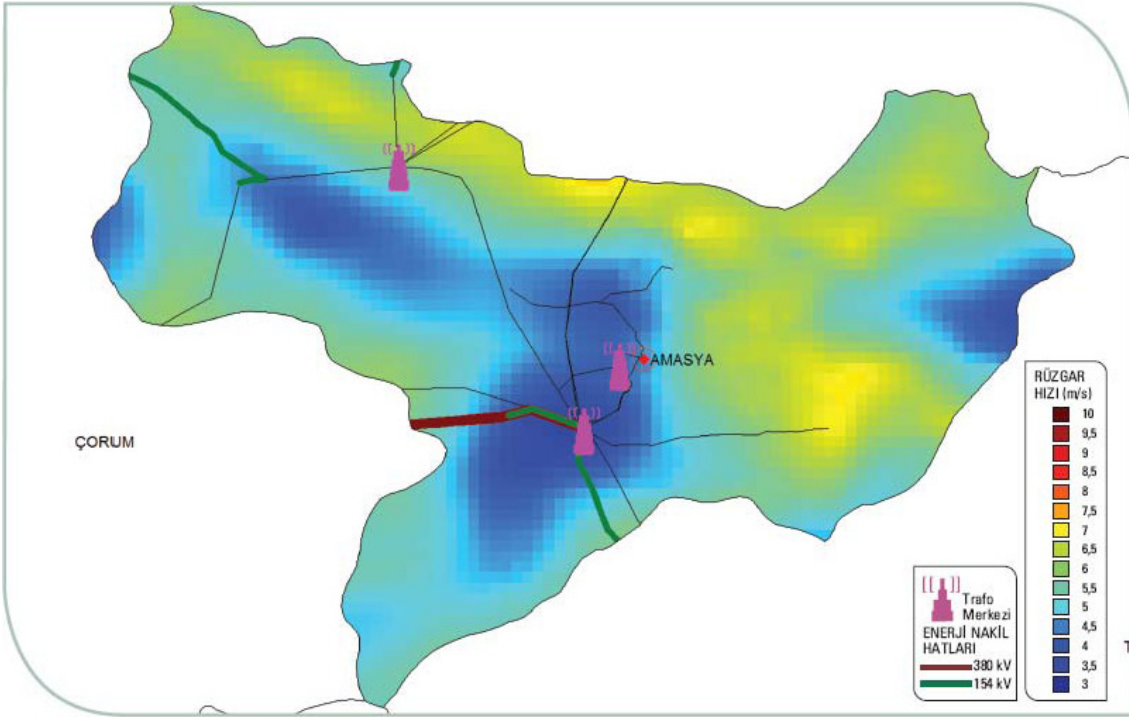 AMASYA
ÇORUM
RÜZGAR
HIZI (m/s)
10
9,5
9
8,5
8
7,5
7
6,5
6
5,5
5
4,5
4
3,5
3
Trafo
Merkezi
ENERJİ NAKİL
HATLARI
380 kV
154 kV
T